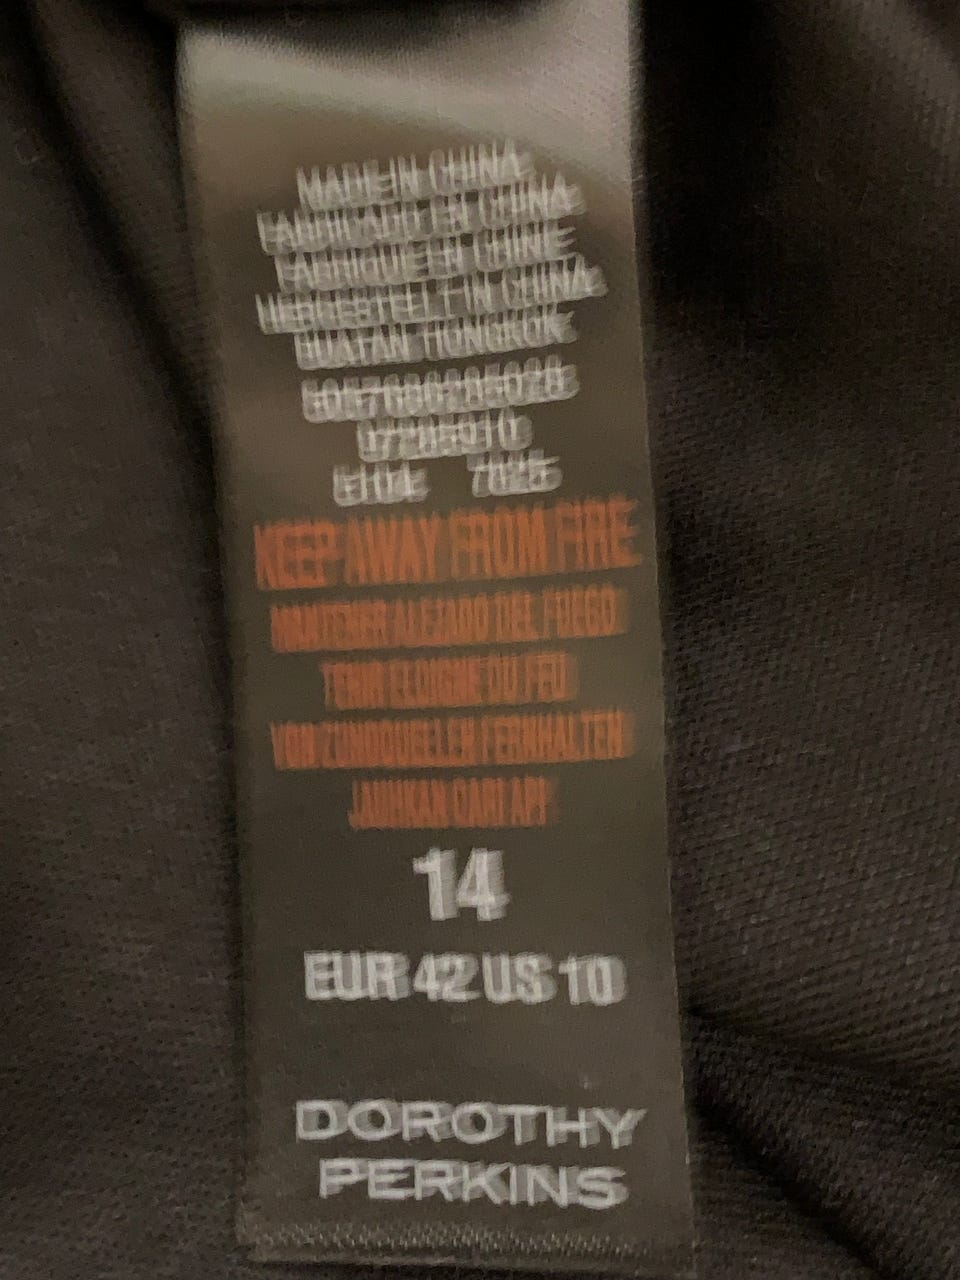 MADE IN CHINA
FABRICADO EN CHINA
FABRIQUE EN CHINE
HERGESTELLT IN CHINA
BUATAN TIONGKOK
KEEP AWAY FROM FIRE
MANTENER ALEJADO DEL FUEGO
TENIR ELOIGNE DU FEU
VON ZUNDQUELLEN FERNHALTEN
JAUHKAN DARI API
14
EUR 42 US 10
DOROTHY
PERKINS